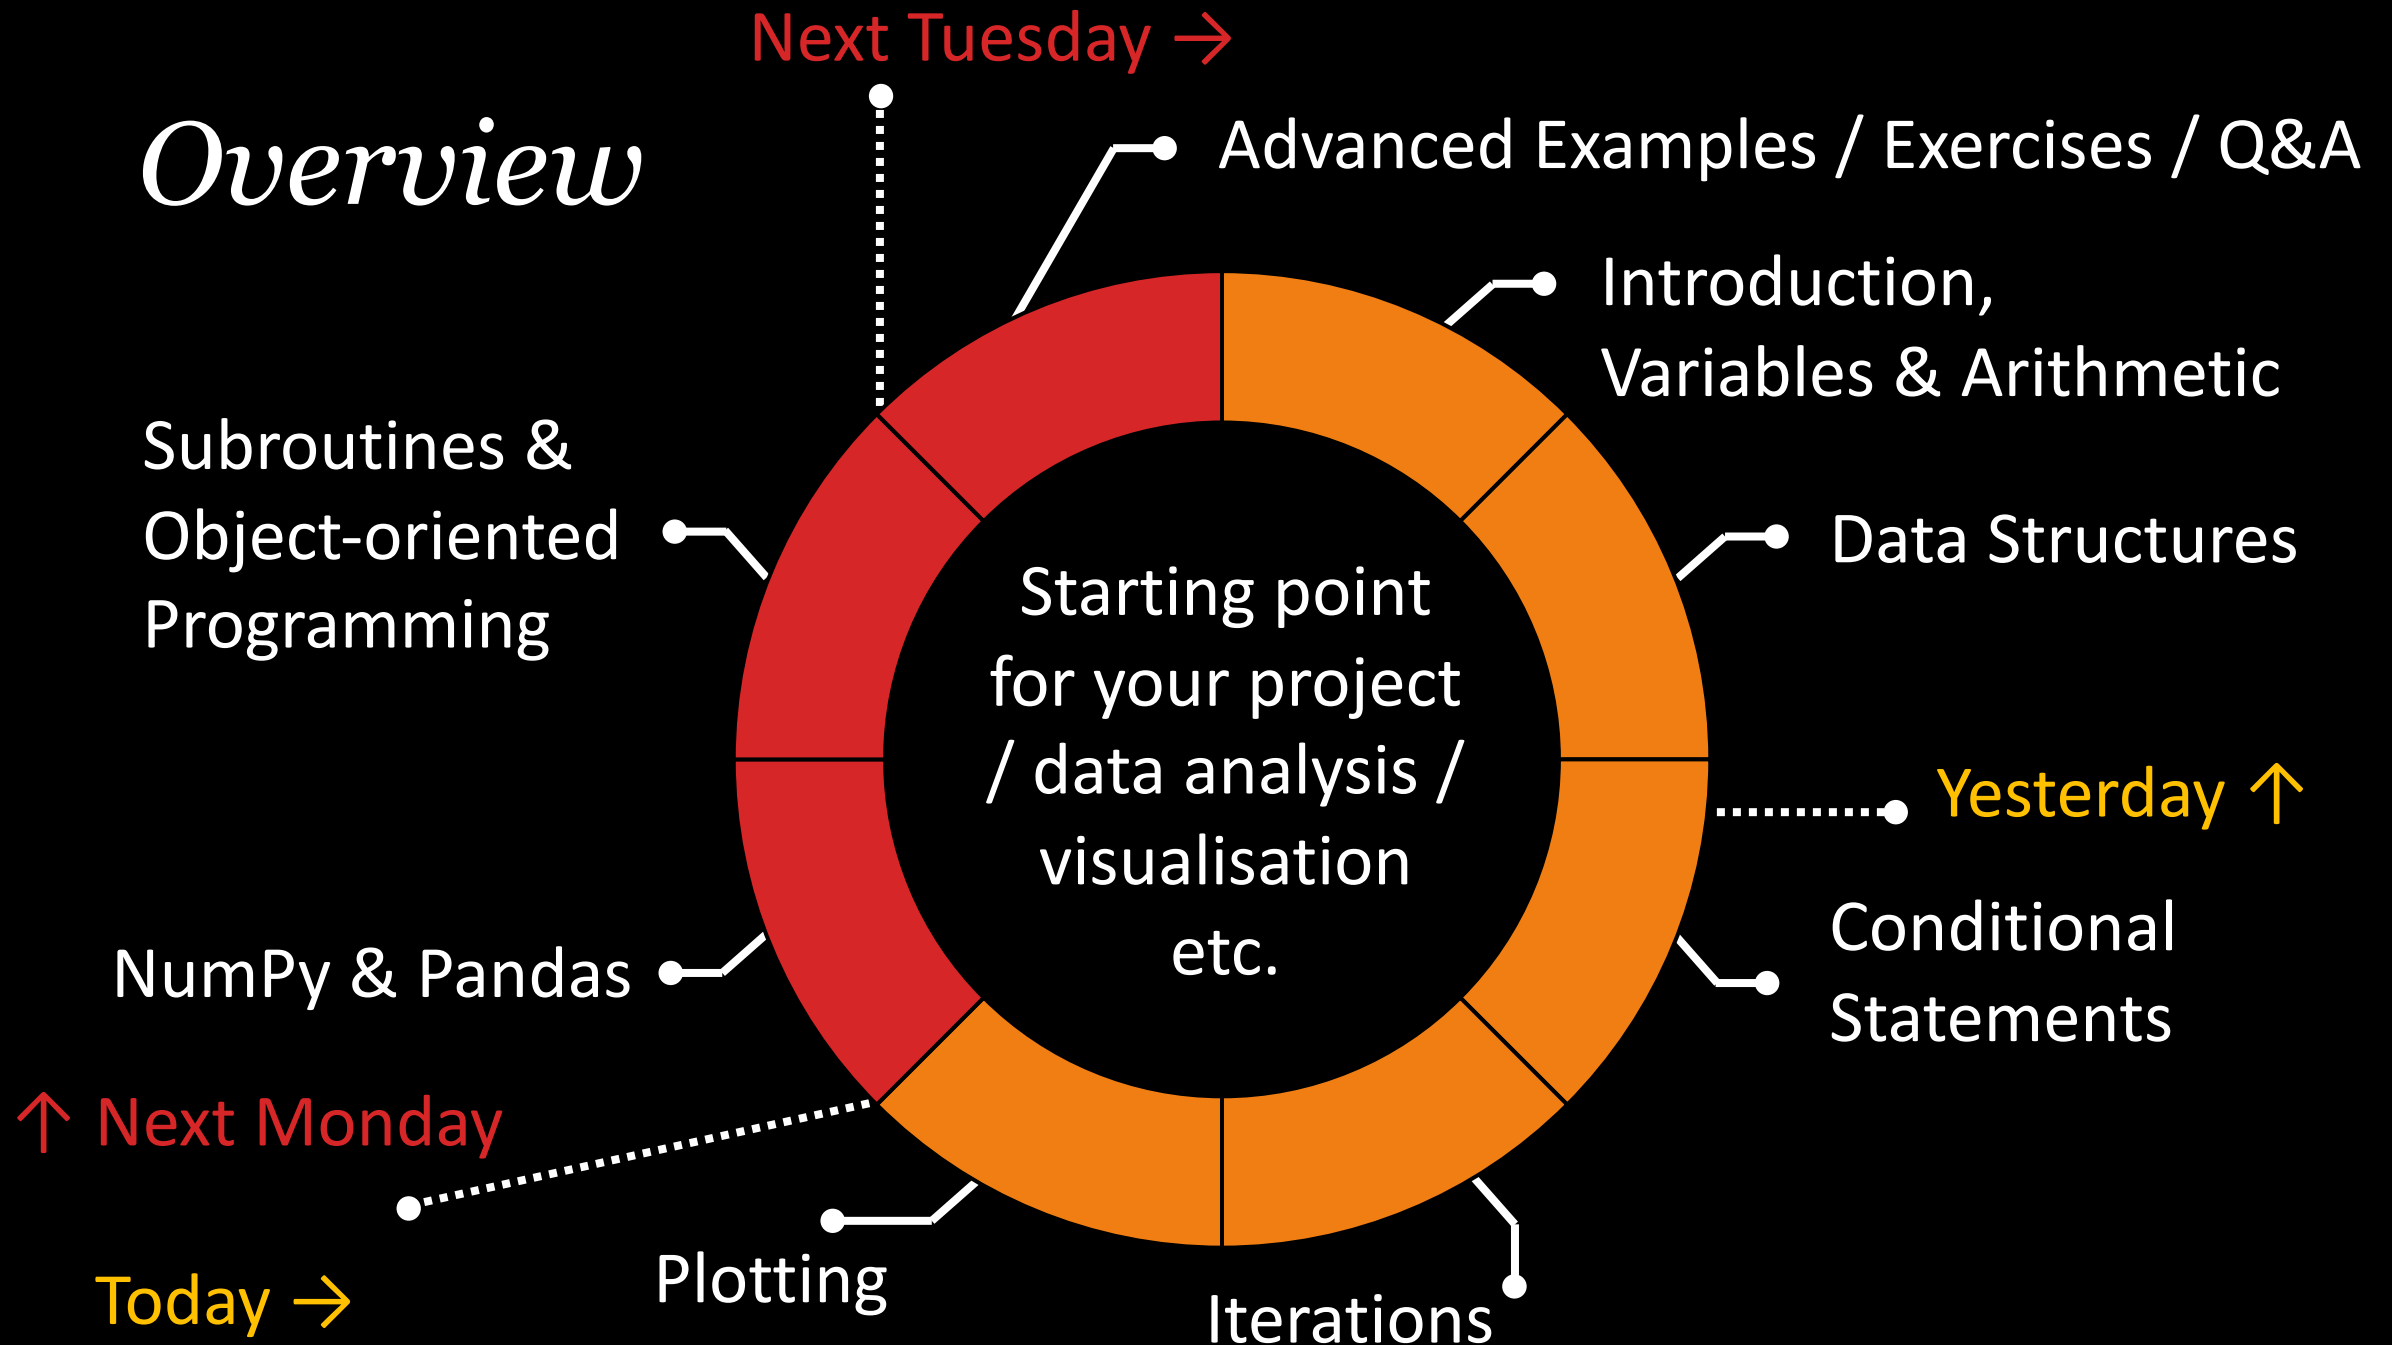 Next Tuesday →
Overview
Advanced Examples / Exercises / Q&A
Introduction,
Variables & Arithmetic
Data Structures
Yesterday ↑
Conditional
Statements
Iterations
Plotting
Today →
↑ Next Monday
NumPy & Pandas
Subroutines &
Object-oriented
Programming
Starting point
for your project
/ data analysis /
visualisation
etc.